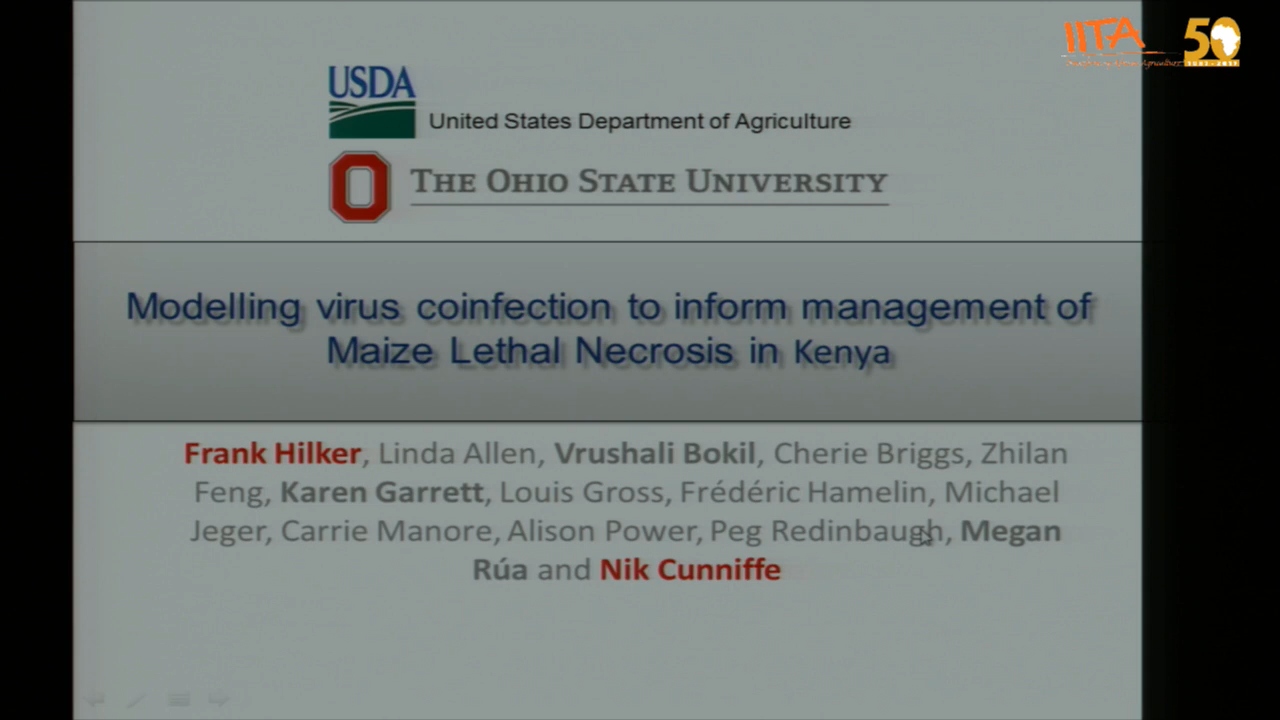 IITA 50
USDA
United States Department of Agriculture
O THE OHIO STATE UNIVERSITY
Modelling virus coinfection to inform management of
Maize Lethal Necrosis in Kenya
Frank Hilker, Linda Allen, Vrushali Bokil, Cherie Briggs, Zhilan
Feng, Karen Garrett, Louis Gross, Frédéric Hamelin, Michael
Jeger, Carrie Manore, Alison Power, Peg Redinbaugh, Megan
Rúa and Nik Cunniffe